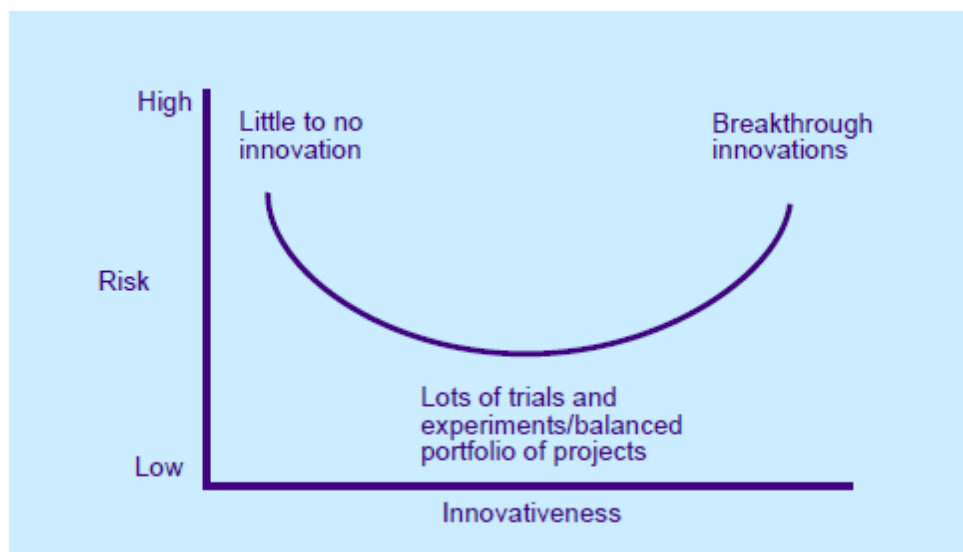 High
Little to no
innovation
Breakthrough
innovations
Risk
Lots of trials and
experiments/balanced
portfolio of projects
Low
Innovativeness